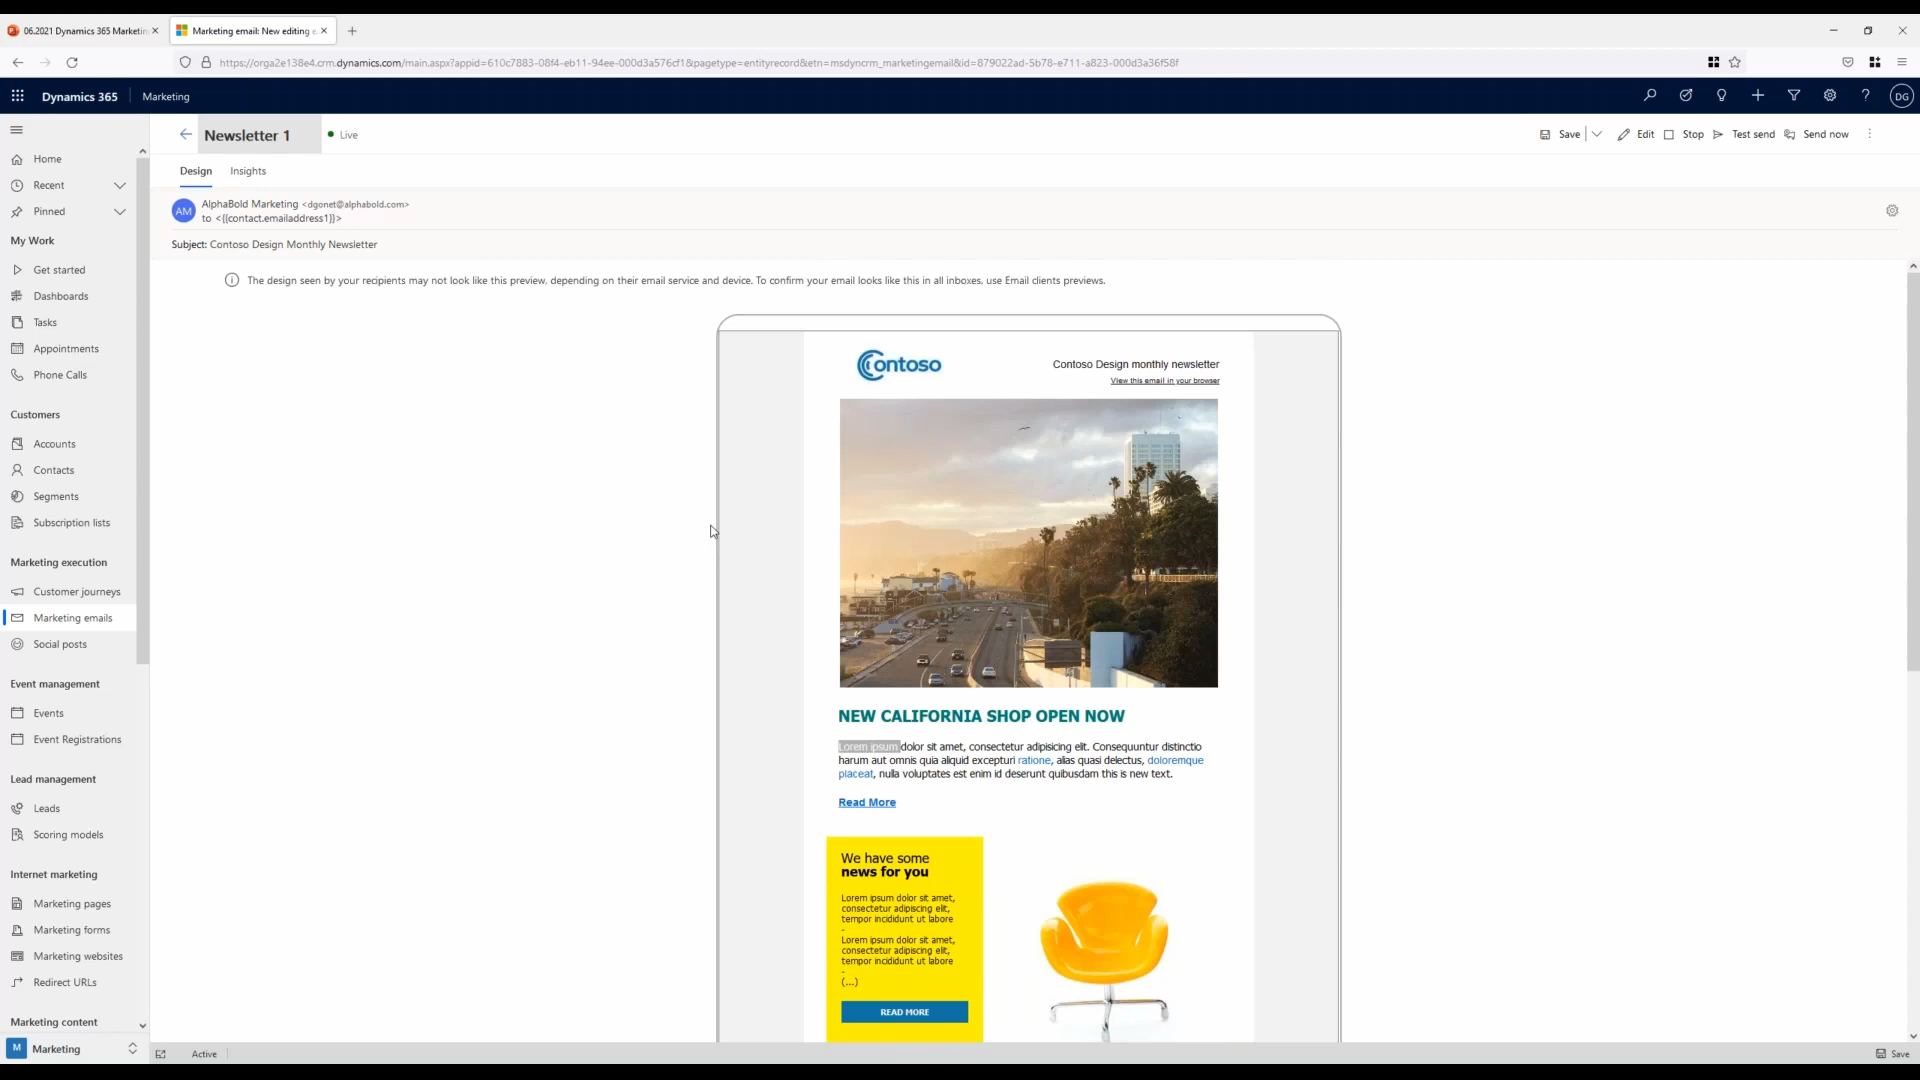 06.2021 Dynamics 365 Marketin
Marketing email: New editing e
https://orga2e138e4.crm.dynamics.com/main.aspx?appid=610c7883-08f4-eb11-94ee-000d3a576cf1&pagetype=entityrecord&etn=msdyncrm_marketingemail&id=879022ad-5b78-e711-a823-000d3a36f58f
Dynamics 365
Marketing
DG
Newsletter 1
Live
Save
Edit
Stop
Test send
Send now
Home
Recent
Pinned
My Work
Get started
Dashboards
Tasks
Appointments
Phone Calls
Customers
Accounts
Contacts
Segments
Subscription lists
Marketing execution
Customer journeys
Marketing emails
Social posts
Event management
Events
Event Registrations
Lead management
Leads
Scoring models
Internet marketing
Marketing pages
Marketing forms
Marketing websites
Redirect URLs
Marketing content
M Marketing
Design
Insights
AM
AlphaBold Marketing <dgonet@alphabold.com>
to <{{contact.emailaddress1}}>
Subject: Contoso Design Monthly Newsletter
The design seen by your recipients may not look like this preview, depending on their email service and device. To confirm your email looks like this in all inboxes, use Email clients previews.
Contoso
Contoso Design monthly newsletter
View this email in your browser
NEW CALIFORNIA SHOP OPEN NOW
Lorem ipsum dolor sit amet, consectetur adipisicing elit. Consequuntur distinctio
harum aut omnis quia aliquid excepturi ratione, alias quasi delectus, doloremque
placeat, nulla voluptates est enim id deserunt quibusdam this is new text.
Read More
We have some
news for you
Lorem ipsum dolor sit amet,
consectetur adipiscing elit,
tempor incididunt ut labore
-
Lorem ipsum dolor sit amet,
consectetur adipiscing elit,
tempor incididunt ut labore
-
(...)
READ MORE
Active
Save